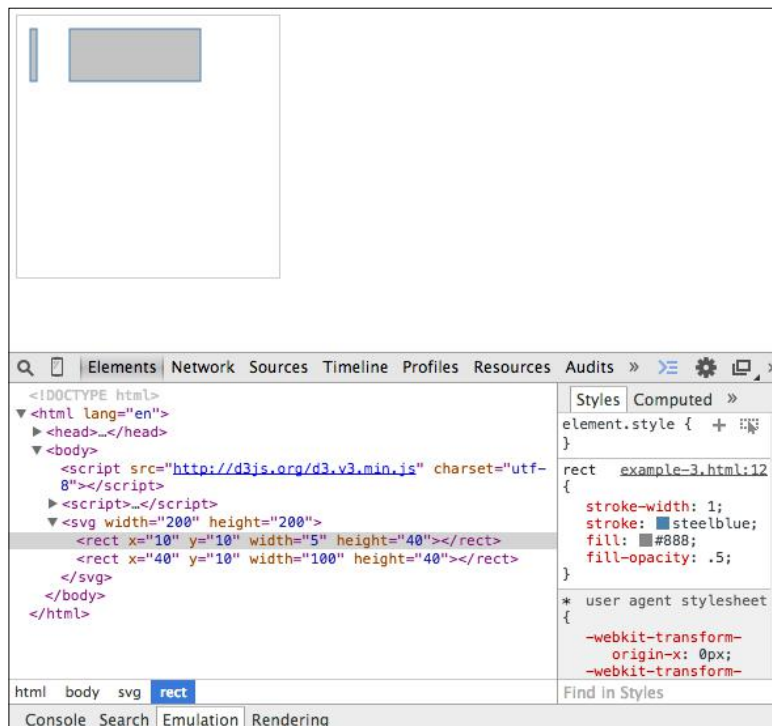 Elements Network Sources Timeline Profiles Resources Audits »
<!DOCTYPE html>
▼<html lang="en">
▶<head>…</head>
▼<body>
<script src="http://d3js.org/d3.v3.min.js" charset="utf-
8"></script>
▶<script>…</script>
▼<svg width="200" height="200">
<rect x="10" y="10" width="5" height="40"></rect>
<rect x="40" y="10" width="100" height="40"></rect>
</svg>
</body>
</html>
html body svg rect
Styles Computed »
element.style { +
}
rect example-3.html:12
{
stroke-width: 1;
stroke: steelblue;
fill: #888;
fill-opacity: .5;
}
* user agent stylesheet
{
-webkit-transform-
origin-x: 0px;
-webkit-transform-
Find in Styles
Console Search Emulation Rendering